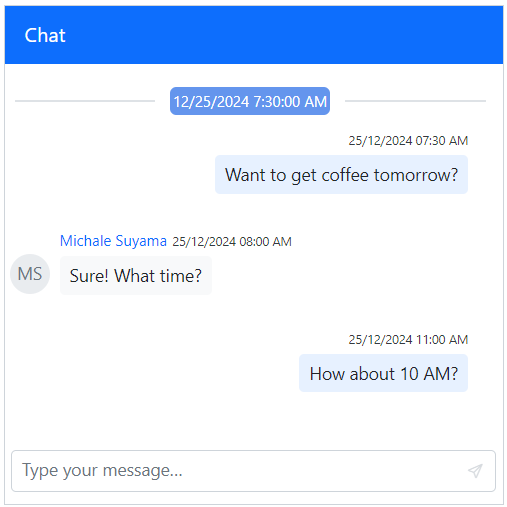 Chat
12/25/2024 7:30:00 AM
25/12/2024 07:30 AM
Want to get coffee tomorrow?
Michale Suyama 25/12/2024 08:00 AM
MS
Sure! What time?
25/12/2024 11:00 AM
How about 10 AM?
Type your message...